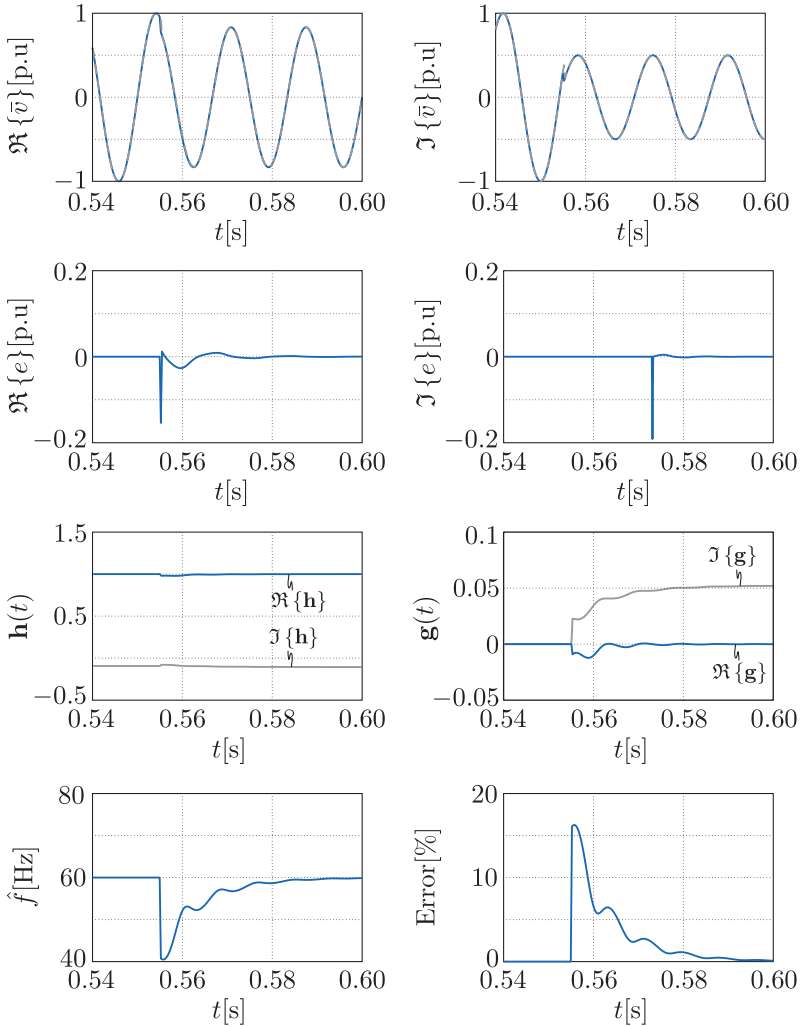 1
0
−1
ℜ{v̄}[p.u]
0.54 0.56 0.58 0.60
t[s]
1
0
−1
ℑ{v̄}[p.u]
0.54 0.56 0.58 0.60
t[s]
0.2
0
−0.2
ℜ{e}[p.u]
0.54 0.56 0.58 0.60
t[s]
0.2
0
−0.2
ℑ{e}[p.u]
0.54 0.56 0.58 0.60
t[s]
1.5
0.5
−0.5
h(t)
ℜ{h}
ℑ{h}
0.54 0.56 0.58 0.60
t[s]
0.1
0.05
0
−0.05
g(t)
ℑ{g}
ℜ{g}
0.54 0.56 0.58 0.60
t[s]
80
60
40
f̂[Hz]
0.54 0.56 0.58 0.60
t[s]
20
10
0
Error[%]
0.54 0.56 0.58 0.60
t[s]